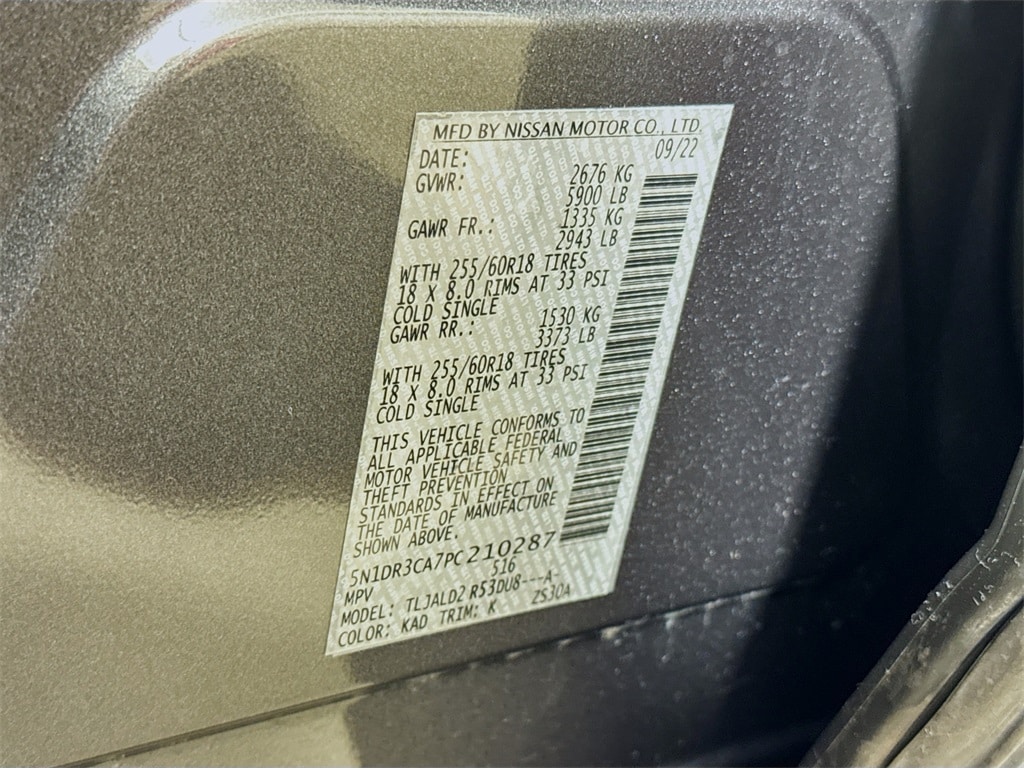 MFD BY NISSAN MOTOR CO., LTD.
DATE: 09/22
GVWR: 2676 KG
5900 LB
GAWR FR.: 1335 KG
2943 LB
WITH 255/60R18 TIRES
18 X 8.0 RIMS AT 33 PSI
COLD SINGLE
GAWR RR.: 1530 KG
3373 LB
WITH 255/60R18 TIRES
18 X 8.0 RIMS AT 33 PSI
COLD SINGLE
THIS VEHICLE CONFORMS TO
ALL APPLICABLE FEDERAL
MOTOR VEHICLE SAFETY AND
THEFT PREVENTION
STANDARDS IN EFFECT ON
THE DATE OF MANUFACTURE
SHOWN ABOVE.
5N1DR3CA7PC210287
MPV 516
MODEL: TLJALD2 R53DU8---A-
COLOR: KAD TRIM: K ZS30A